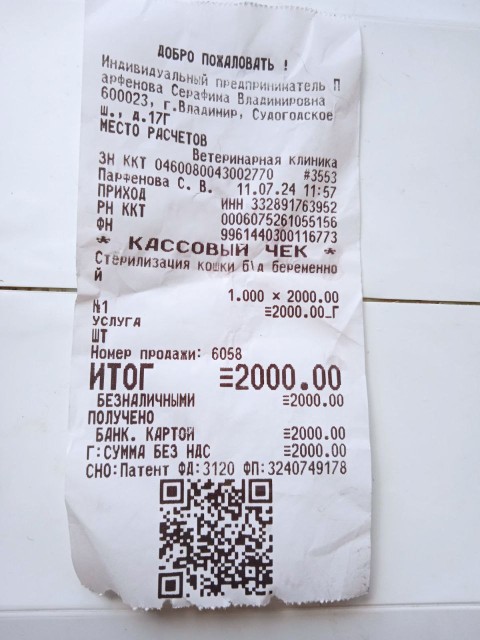 ДОБРО ПОЖАЛОВАТЬ !
Индивидуальный предприниматель П
арфенова Серафима Владимировна
600023, г.Владимир, Судогодское
ш., д.17Г
МЕСТО РАСЧЕТОВ
Ветеринарная клиника
ЗН ККТ 0460080043002770 #3553
Парфенова С. В. 11.07.24 11:57
ПРИХОД ИНН 332891763952
РН ККТ 0006075261055156
ФН 9961440300116773
* КАССОВЫЙ ЧЕК *
Стерилизация кошки б\д беременно
й
1.000 × 2000.00
№1 ≡2000.00_Г
УСЛУГА
ШТ
Номер продажи: 6058
ИТОГ ≡2000.00
БЕЗНАЛИЧНЫМИ ≡2000.00
ПОЛУЧЕНО
БАНК. КАРТОЙ ≡2000.00
Г:СУММА БЕЗ НДС ≡2000.00
СНО:Патент ФД:3120 ФП:3240749178